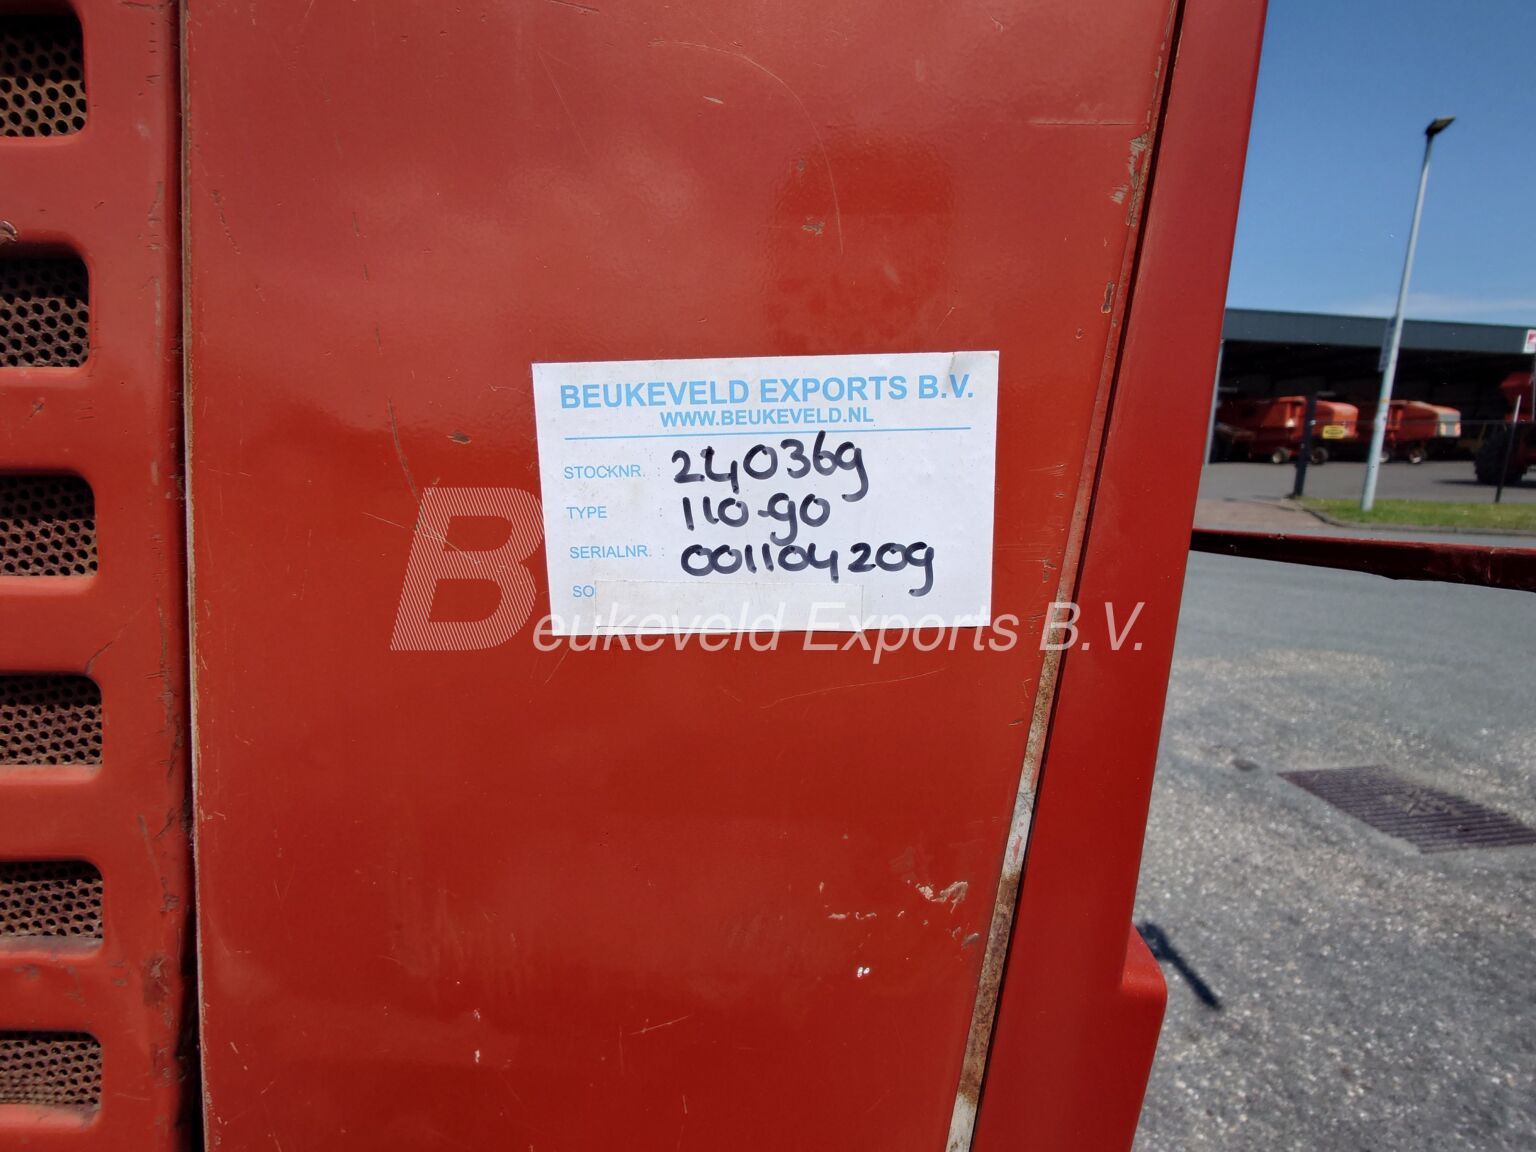 BEUKEVELD EXPORTS B.V.
WWW.BEUKEVELD.NL
STOCKNR. : 240369
TYPE : 110-90
SERIALNR. : 001104209
SO
Beukeveld Exports B.V.